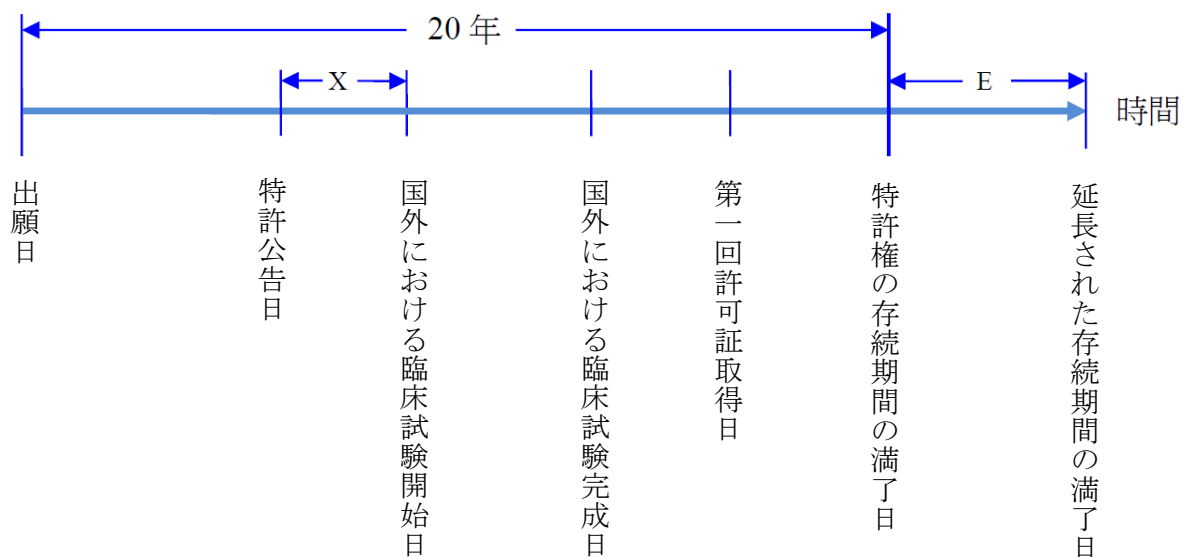 20 年
X
E
時間
出願日
特許公告日
国外における臨床試験開始日
国外における臨床試験完成日
第一回許可証取得日
特許権の存続期間の満了日
延長された存続期間の満了日